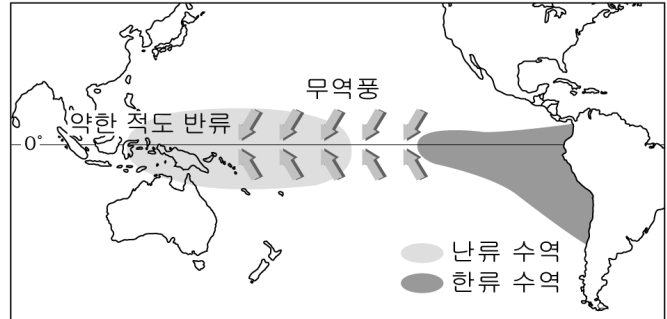 무역풍
약한 적도 반류
0°
난류 수역
한류 수역